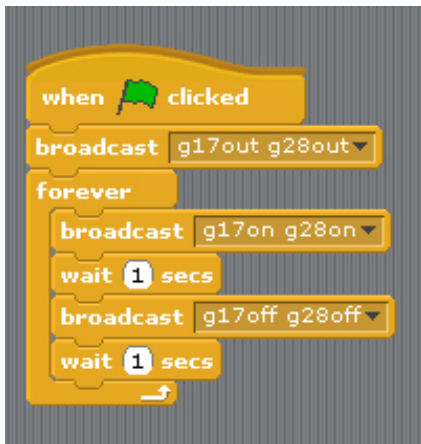 when clicked
broadcast g17out g28out
forever
broadcast g17on g28on
wait 1 secs
broadcast g17off g28off
wait 1 secs